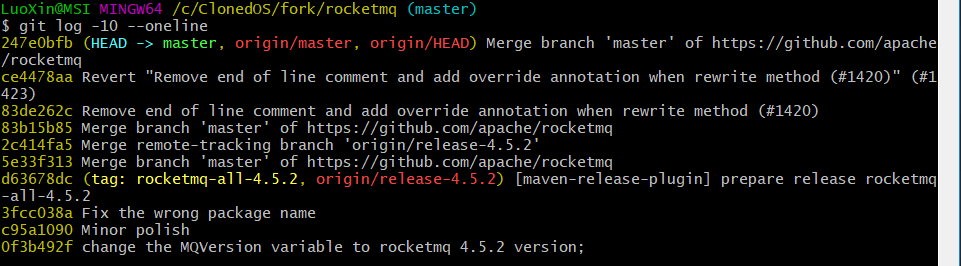 LuoXin@MSI MINGW64 /c/ClonedOS/fork/rocketmq (master)
$ git log -10 --oneline
247e0bfb (HEAD -> master, origin/master, origin/HEAD) Merge branch 'master' of https://github.com/apache
/rocketmq
ce4478aa Revert "Remove end of line comment and add override annotation when rewrite method (#1420)" (#1
423)
83de262c Remove end of line comment and add override annotation when rewrite method (#1420)
83b15b85 Merge branch 'master' of https://github.com/apache/rocketmq
2c414fa5 Merge remote-tracking branch 'origin/release-4.5.2'
5e33f313 Merge branch 'master' of https://github.com/apache/rocketmq
d63678dc (tag: rocketmq-all-4.5.2, origin/release-4.5.2) [maven-release-plugin] prepare release rocketmq
-all-4.5.2
3fcc038a Fix the wrong package name
c95a1090 Minor polish
0f3b492f change the MQVersion variable to rocketmq 4.5.2 version;